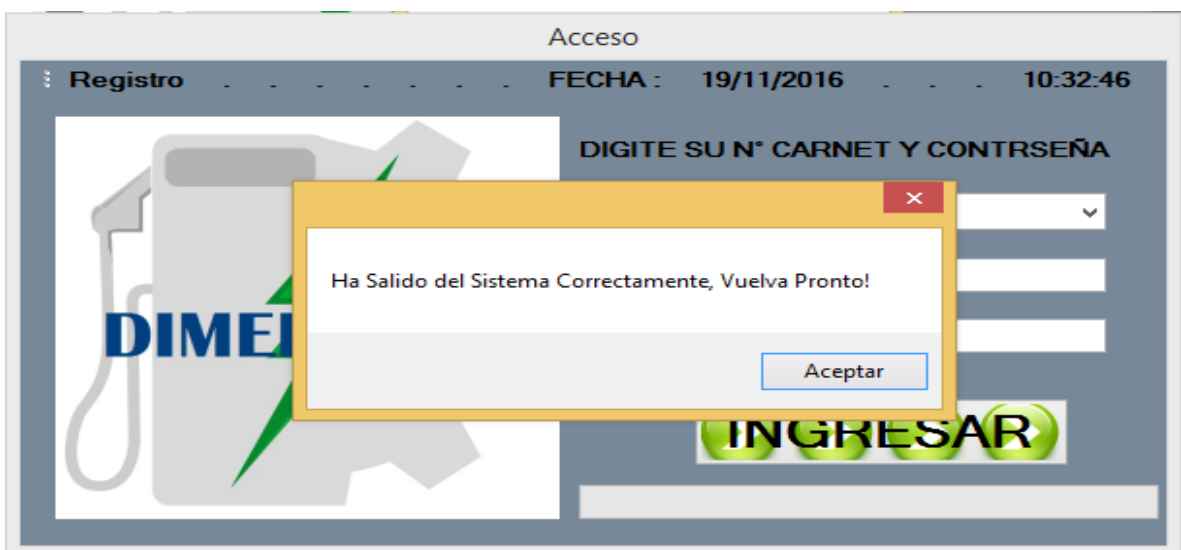 Acceso
Registro . . . . . . . FECHA : 19/11/2016 . . . 10:32:46
DIGITE SU N° CARNET Y CONTRSEÑA
Ha Salido del Sistema Correctamente, Vuelva Pronto!
DIME
Aceptar
INGRESAR